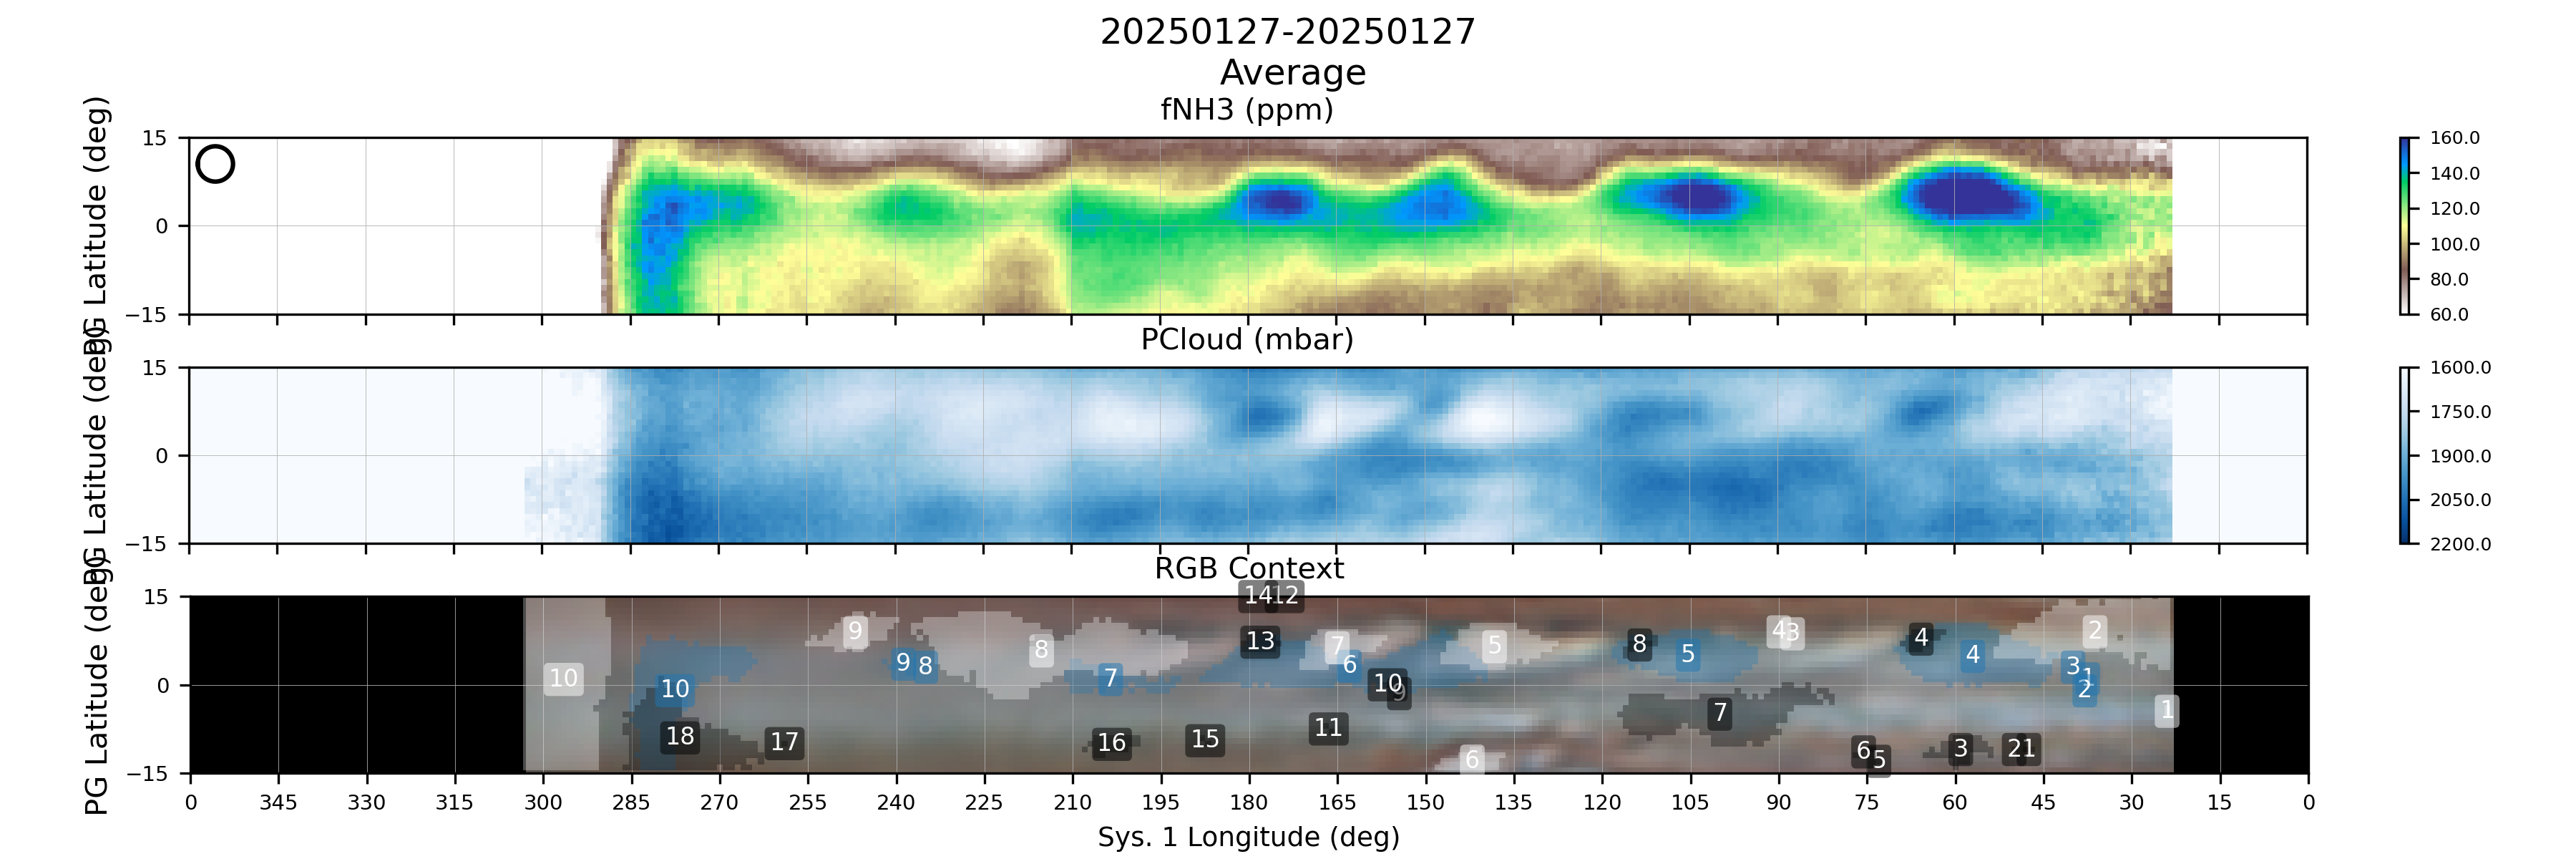 20250127-20250127
Average
fNH3 (ppm)
PG Latitude (deg)
15
0
−15
160.0
140.0
120.0
100.0
80.0
60.0
PCloud (mbar)
PG Latitude (deg)
15
0
−15
1600.0
1750.0
1900.0
2050.0
2200.0
RGB Context
PG Latitude (deg)
15
0
−15
14 12
9 13 7 5 8 4 3 4 2
10 10 9 8 8 7 6 10 9 5 4 3 1 2
18 17 16 15 11 6 7 6 5 3 2 1 1
0 345 330 315 300 285 270 255 240 225 210 195 180 165 150 135 120 105 90 75 60 45 30 15 0
Sys. 1 Longitude (deg)